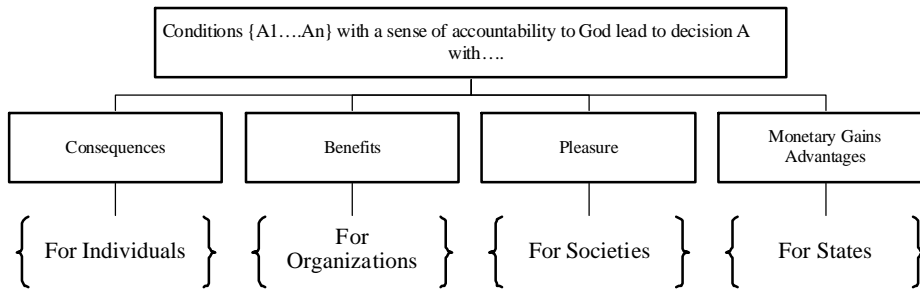 Conditions {A1….An} with a sense of accountability to God lead to decision A
with….
Consequences
Benefits
Pleasure
Monetary Gains
Advantages
{ For Individuals }
{ For
Organizations }
{ For Societies }
{ For States }